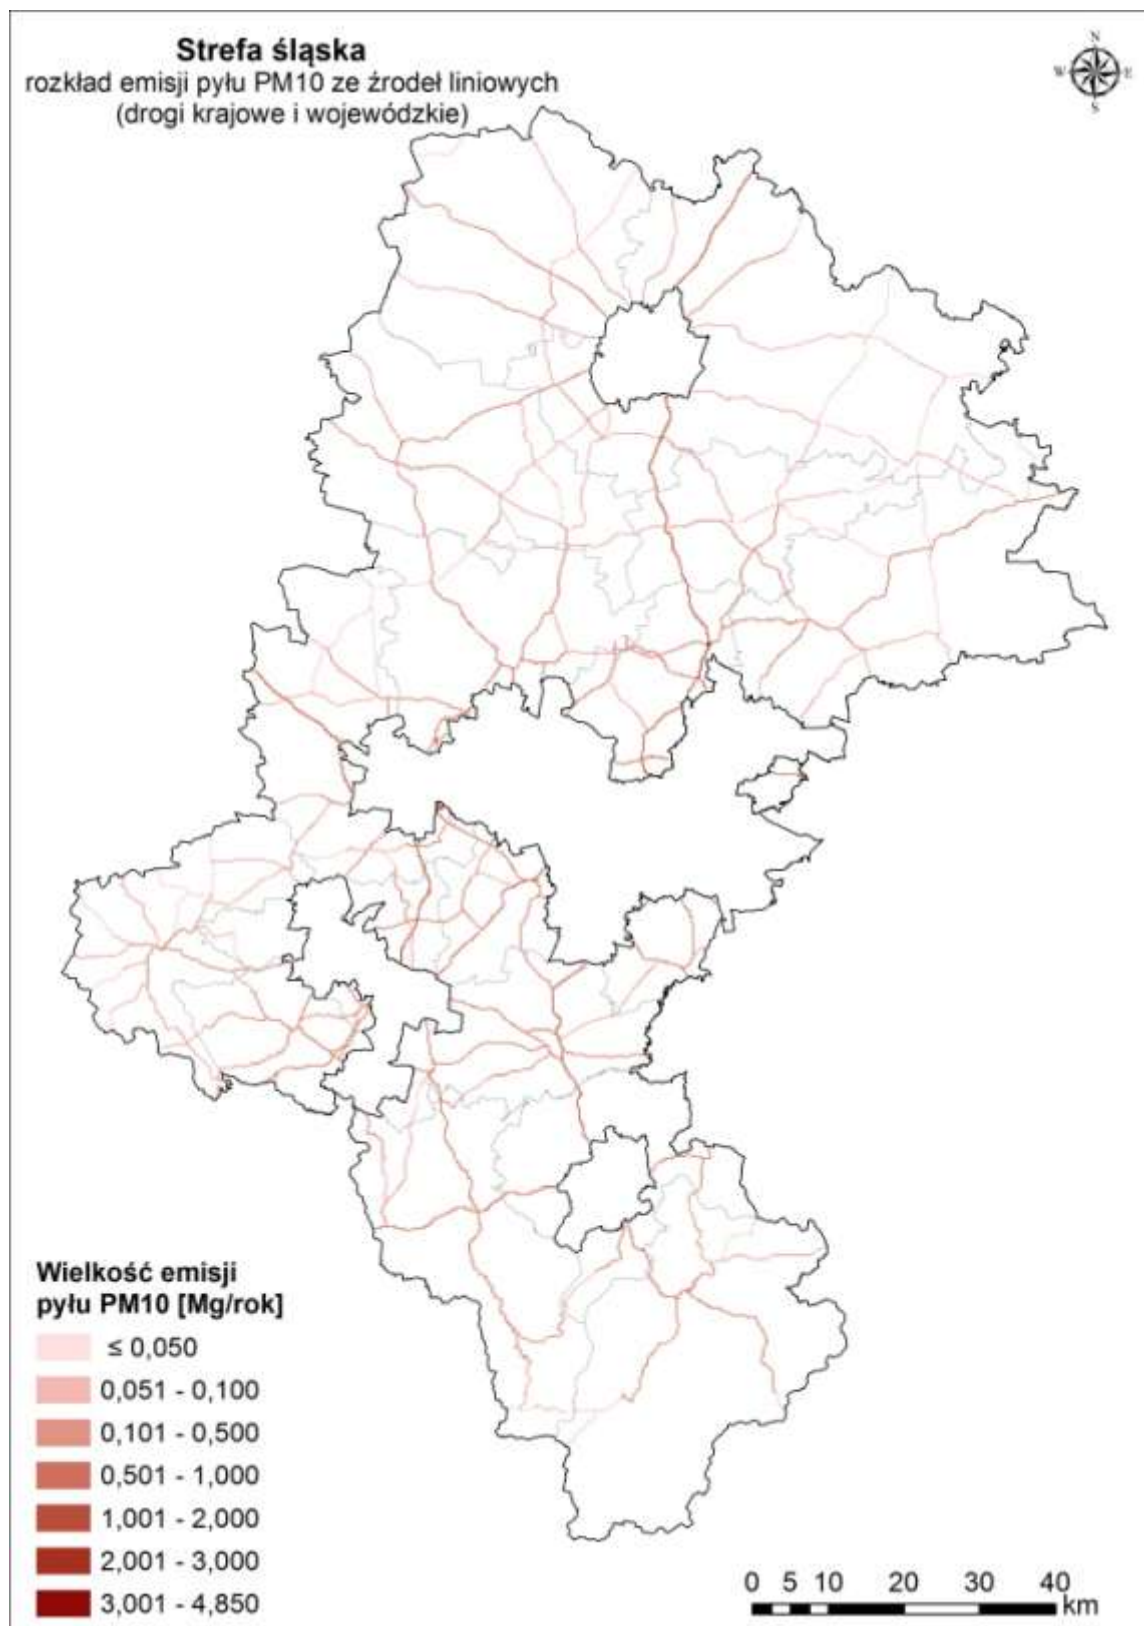 Strefa śląska
rozkład emisji pyłu PM10 ze źrodeł liniowych
(drogi krajowe i wojewódzkie)
N
W E
S
Wielkość emisji
pyłu PM10 [Mg/rok]
≤ 0,050
0,051 - 0,100
0,101 - 0,500
0,501 - 1,000
1,001 - 2,000
2,001 - 3,000
3,001 - 4,850
0 5 10 20 30 40
km